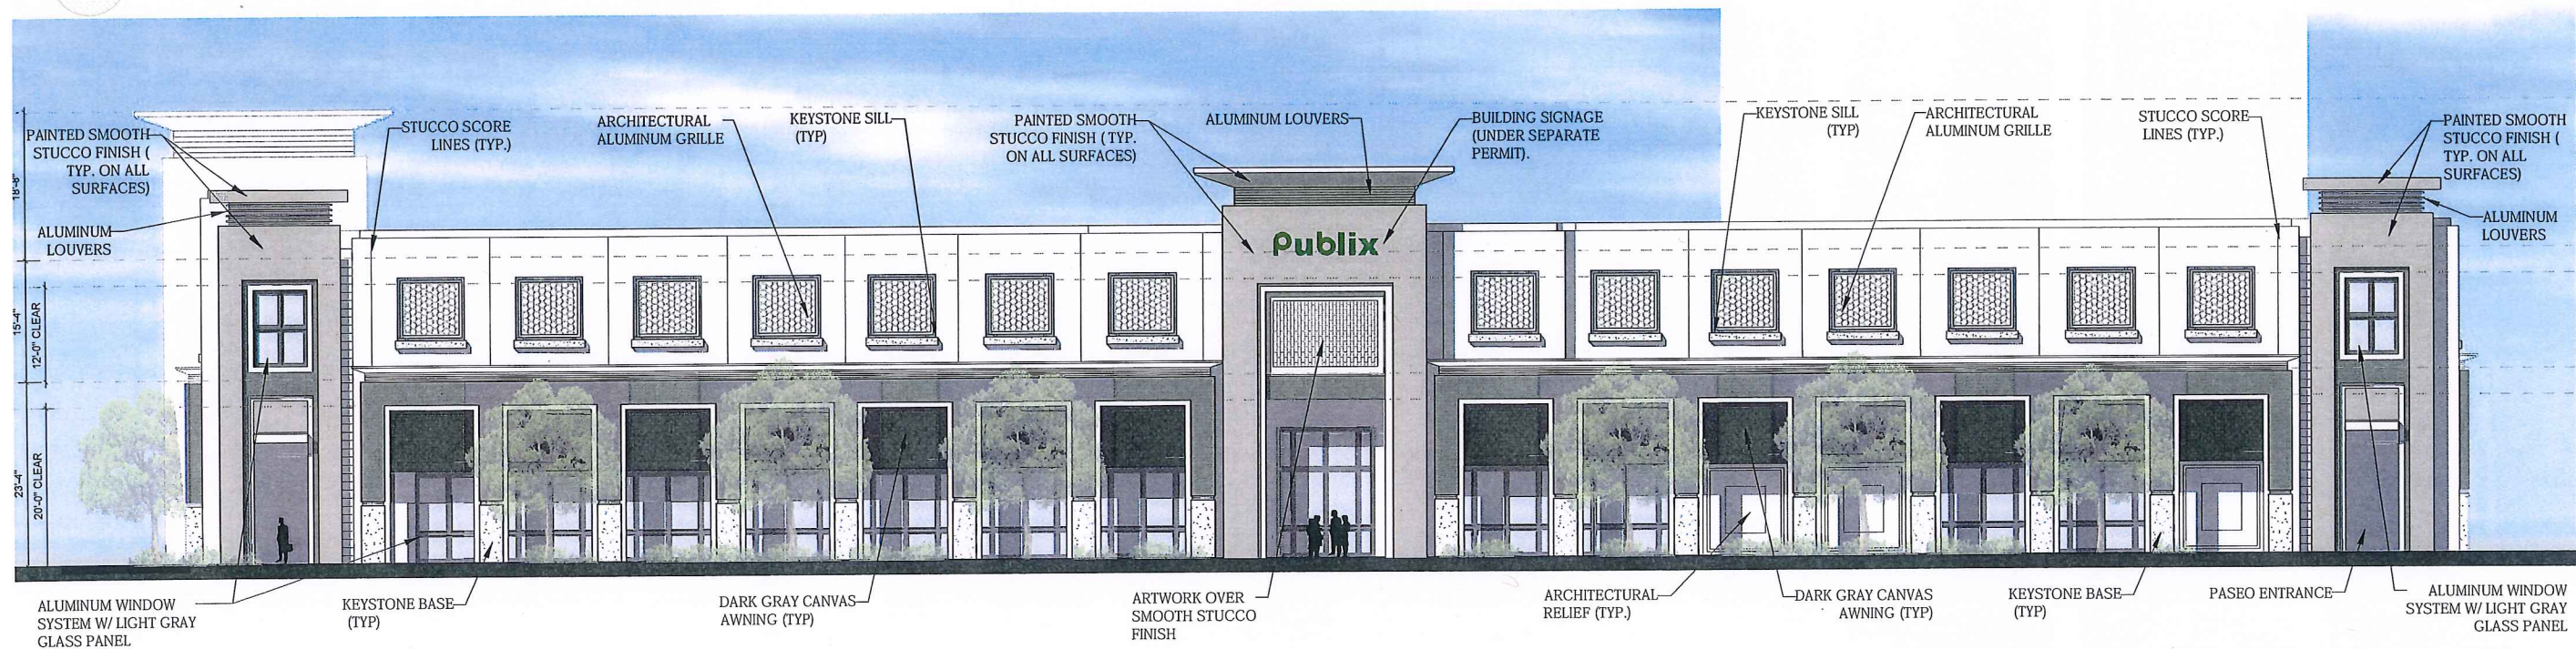 PAINTED SMOOTH
STUCCO FINISH (
TYP. ON ALL
SURFACES)
ALUMINUM
LOUVERS
STUCCO SCORE
LINES (TYP.)
ARCHITECTURAL
ALUMINUM GRILLE
KEYSTONE SILL
(TYP)
PAINTED SMOOTH
STUCCO FINISH ( TYP.
ON ALL SURFACES)
ALUMINUM LOUVERS
BUILDING SIGNAGE
(UNDER SEPARATE
PERMIT).
KEYSTONE SILL
(TYP)
ARCHITECTURAL
ALUMINUM GRILLE
STUCCO SCORE
LINES (TYP.)
PAINTED SMOOTH
STUCCO FINISH (
TYP. ON ALL
SURFACES)
ALUMINUM
LOUVERS
Publix
18'-8"
15'-4"
12'-0" CLEAR
23'-4"
20'-0" CLEAR
ALUMINUM WINDOW
SYSTEM W/ LIGHT GRAY
GLASS PANEL
KEYSTONE BASE
(TYP)
DARK GRAY CANVAS
AWNING (TYP)
ARTWORK OVER
SMOOTH STUCCO
FINISH
ARCHITECTURAL
RELIEF (TYP.)
DARK GRAY CANVAS
AWNING (TYP)
KEYSTONE BASE
(TYP)
PASEO ENTRANCE
ALUMINUM WINDOW
SYSTEM W/ LIGHT GRAY
GLASS PANEL